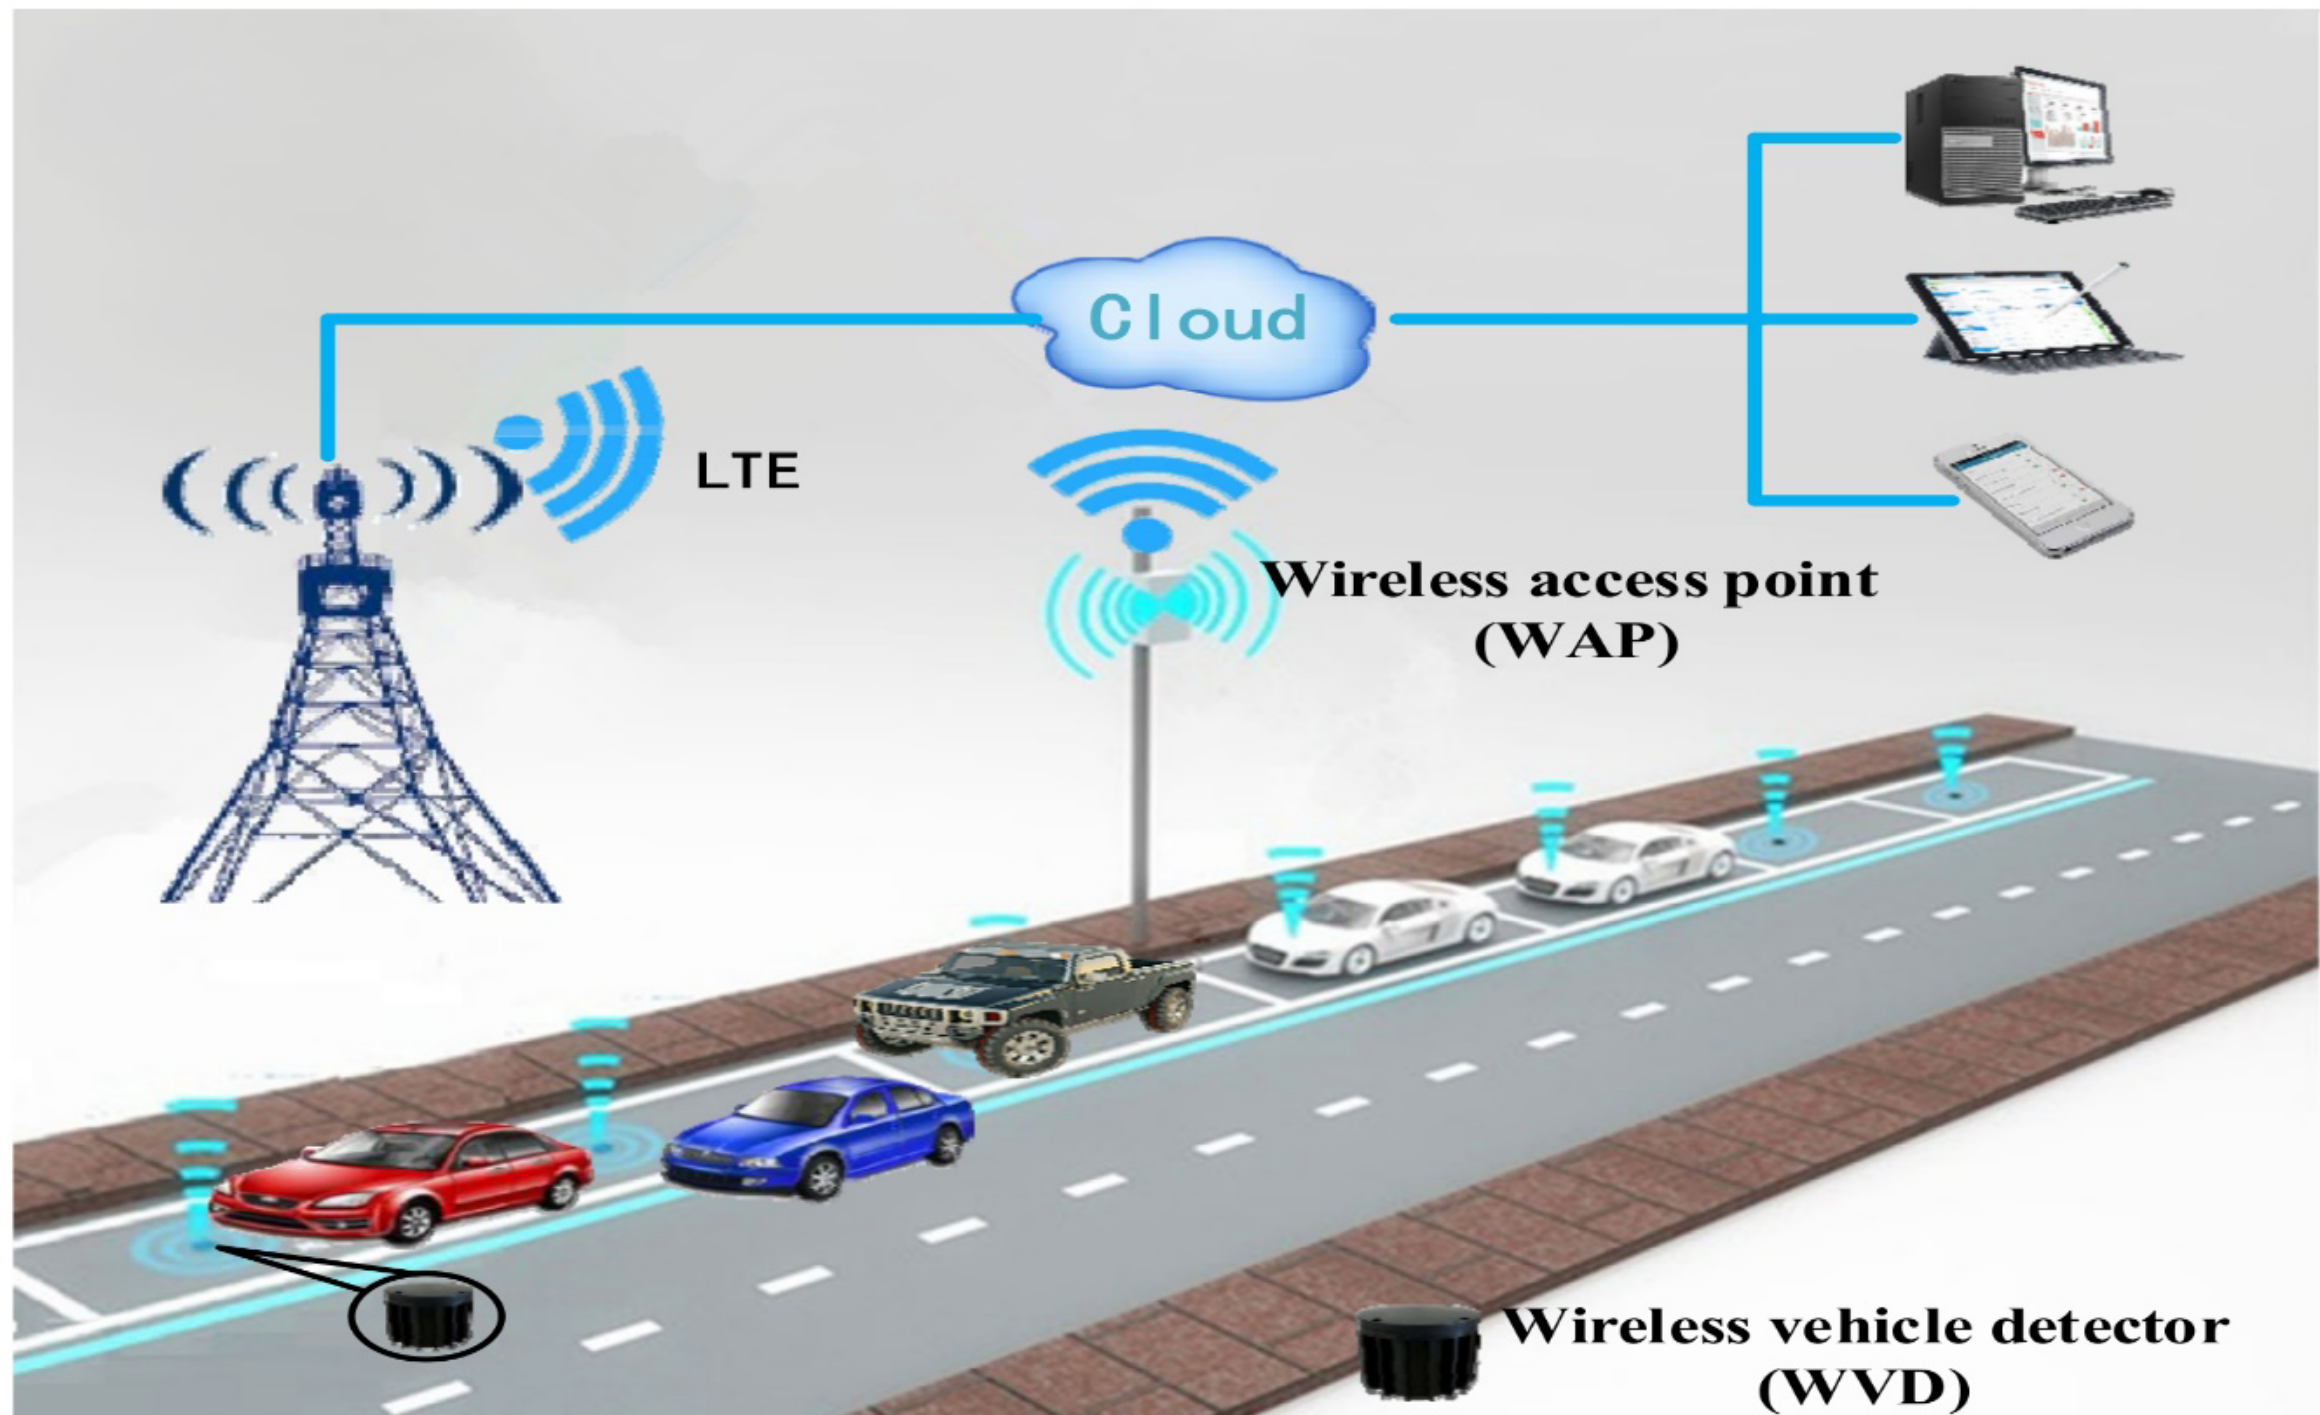 Cloud
LTE
Wireless access point
(WAP)
Wireless vehicle detector
(WVD)